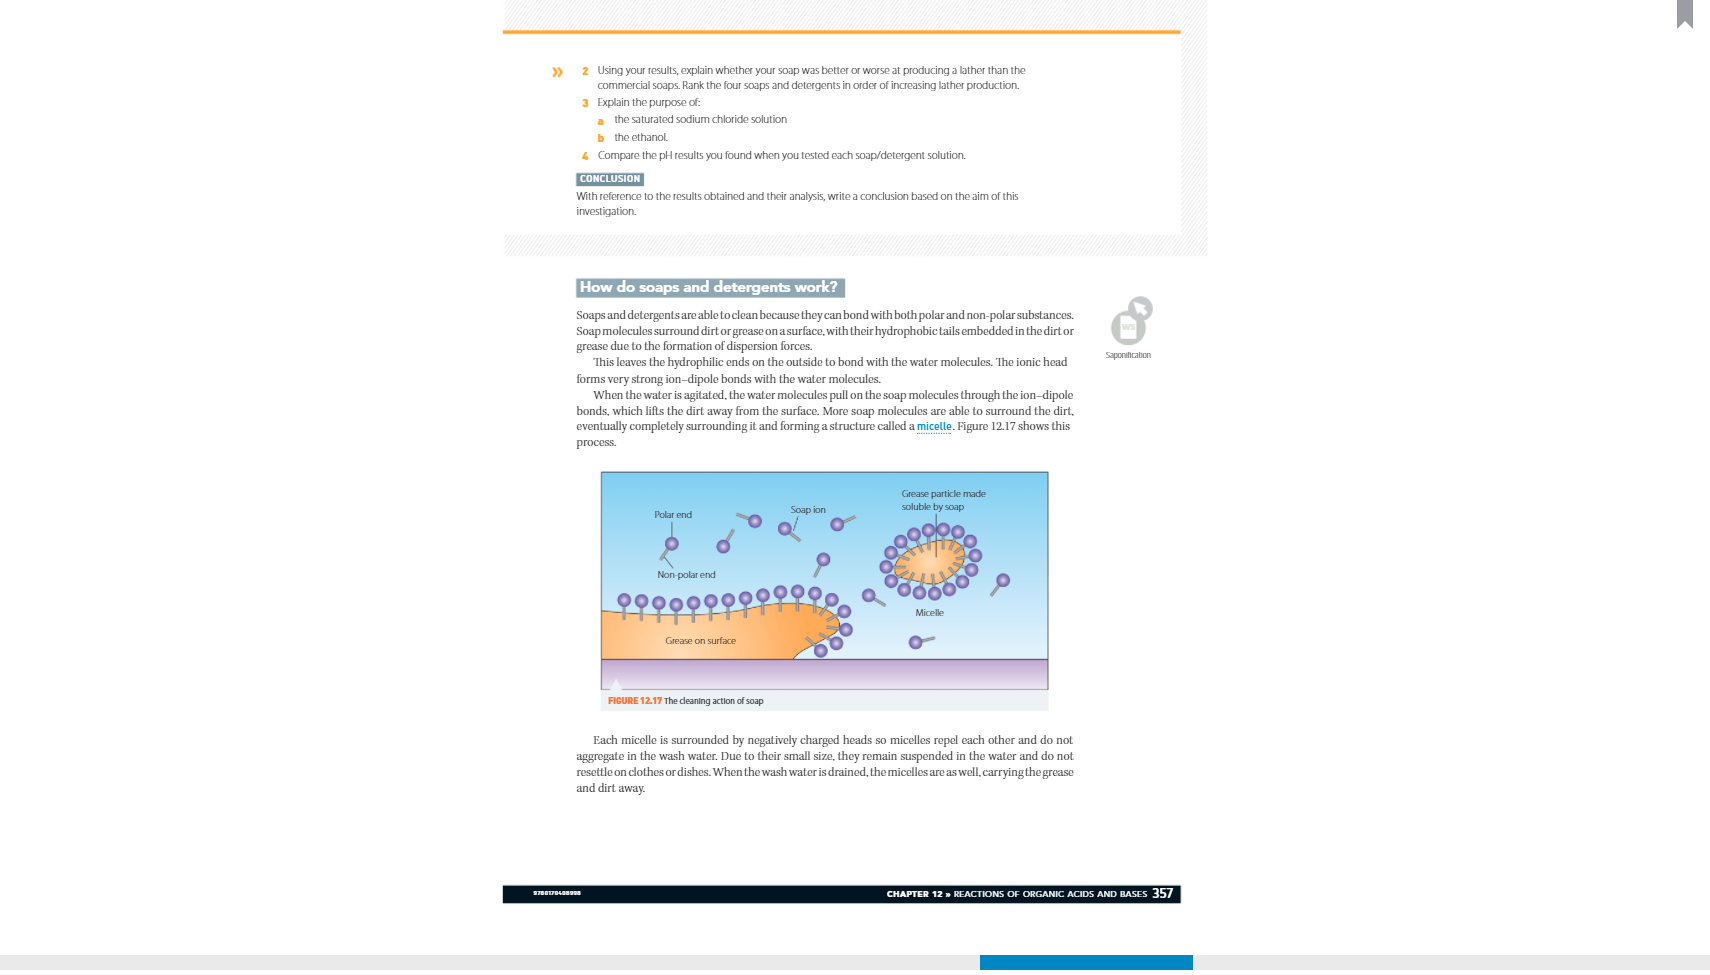 » 2 Using your results, explain whether your soap was better or worse at producing a lather than the
commercial soaps. Rank the four soaps and detergents in order of increasing lather production.
3 Explain the purpose of:
a the saturated sodium chloride solution
b the ethanol.
4 Compare the pH results you found when you tested each soap/detergent solution.
CONCLUSION
With reference to the results obtained and their analysis, write a conclusion based on the aim of this
investigation.
How do soaps and detergents work?
Soaps and detergents are able to clean because they can bond with both polar and non-polar substances.
Soap molecules surround dirt or grease on a surface, with their hydrophobic tails embedded in the dirt or
grease due to the formation of dispersion forces.
This leaves the hydrophilic ends on the outside to bond with the water molecules. The ionic head
forms very strong ion–dipole bonds with the water molecules.
When the water is agitated, the water molecules pull on the soap molecules through the ion–dipole
bonds, which lifts the dirt away from the surface. More soap molecules are able to surround the dirt,
eventually completely surrounding it and forming a structure called a micelle. Figure 12.17 shows this
process.
WS
Saponification
Polar end
Soap ion
Grease particle made
soluble by soap
Non-polar end
Micelle
Grease on surface
FIGURE 12.17 The cleaning action of soap
Each micelle is surrounded by negatively charged heads so micelles repel each other and do not
aggregate in the wash water. Due to their small size, they remain suspended in the water and do not
resettle on clothes or dishes. When the wash water is drained, the micelles are as well, carrying the grease
and dirt away.
9780170408998
CHAPTER 12 » REACTIONS OF ORGANIC ACIDS AND BASES 357